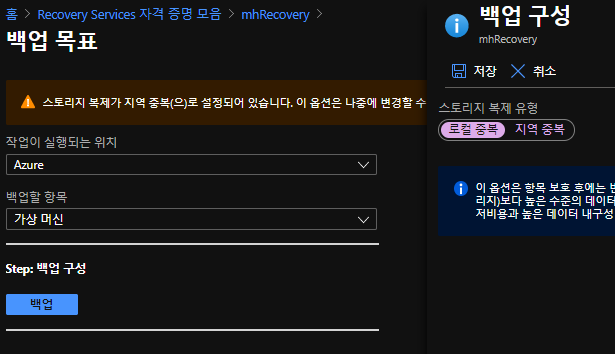 홈 > Recovery Services 자격 증명 모음 > mhRecovery >
백업 목표
스토리지 복제가 지역 중복(으)로 설정되어 있습니다. 이 옵션은 나중에 변경할 수
작업이 실행되는 위치
Azure
백업할 항목
가상 머신
Step: 백업 구성
백업
백업 구성
mhRecovery
저장
취소
스토리지 복제 유형
로컬 중복
지역 중복
이 옵션은 항목 보호 후에는
리지)보다 높은 수준의 데이터
저비용과 높은 데이터 내구성